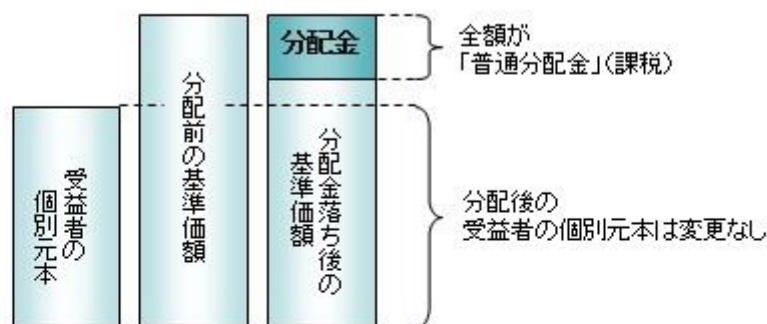 受益者の
個別元本
分配前の基準価額
分配金
分配金落ち後の
基準価額
全額が
「普通分配金」(課税)
分配後の
受益者の個別元本は変更なし